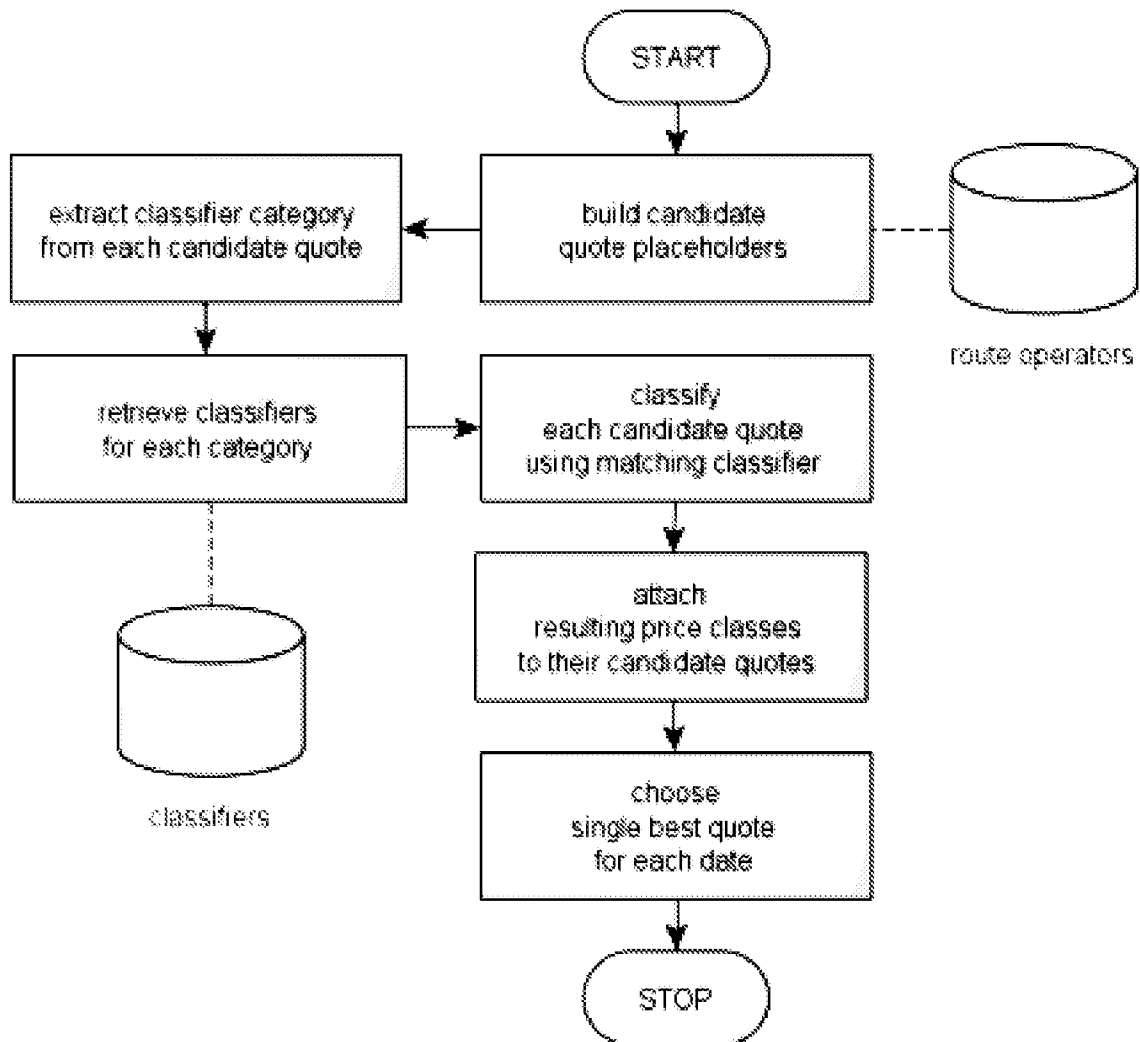 START
build candidate
quote placeholders
route operators
extract classifier category
from each candidate quote
retrieve classifiers
for each category
classifiers
classify
each candidate quote
using matching classifier
attach
resulting price classes
to their candidate quotes
choose
single best quote
for each date
STOP